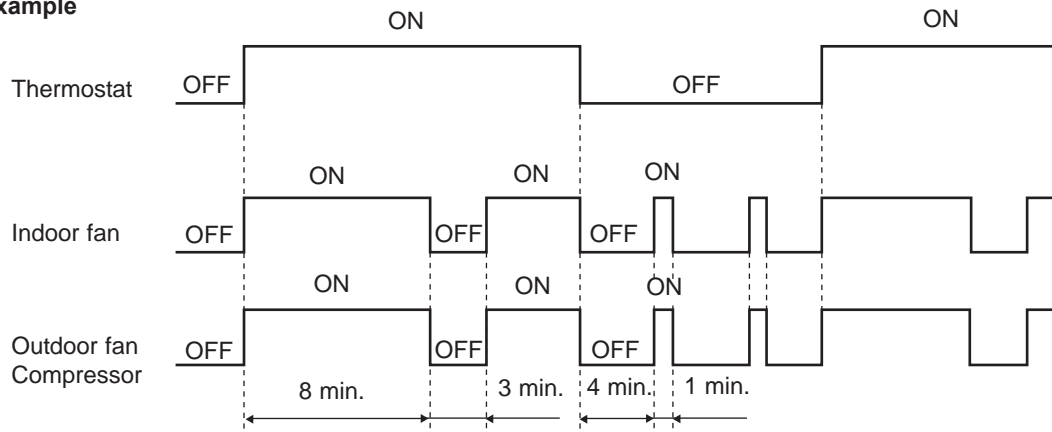 xample
ON ON
Thermostat OFF OFF
ON ON ON
Indoor fan OFF OFF OFF
ON ON ON
Outdoor fan OFF OFF OFF
Compressor
8 min. 3 min. 4 min. 1 min.